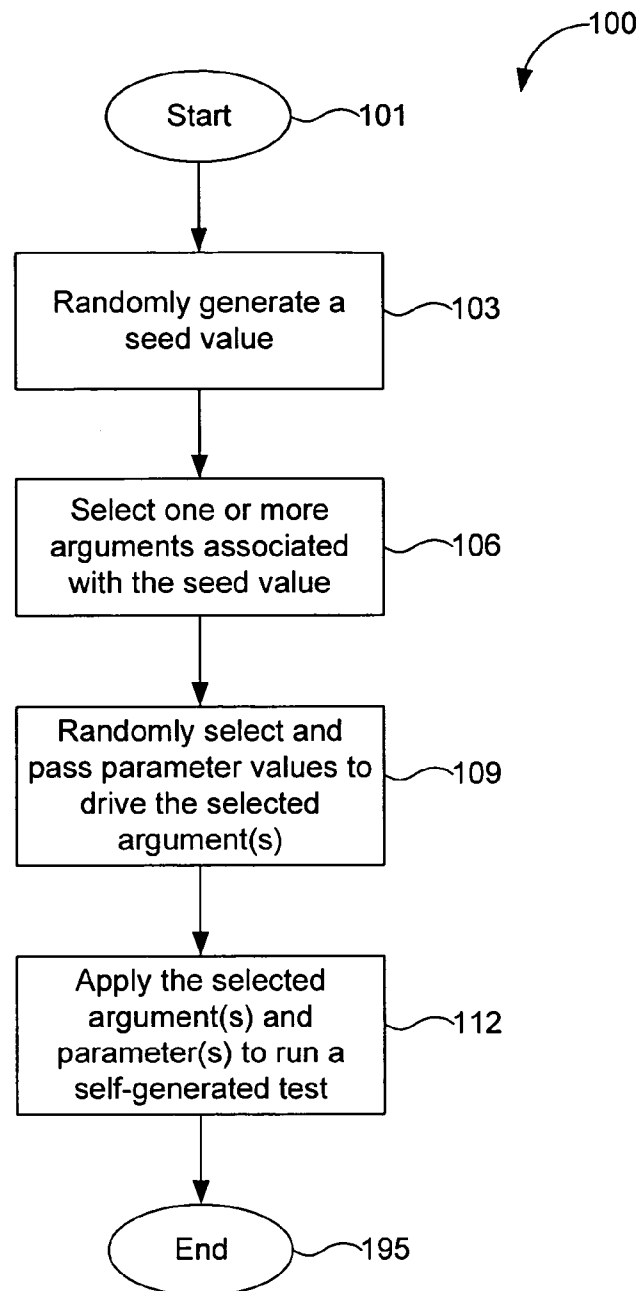 100
Start
101
Randomly generate a
seed value
103
Select one or more
arguments associated
with the seed value
106
Randomly select and
pass parameter values to
drive the selected
argument(s)
109
Apply the selected
argument(s) and
parameter(s) to run a
self-generated test
112
End
195